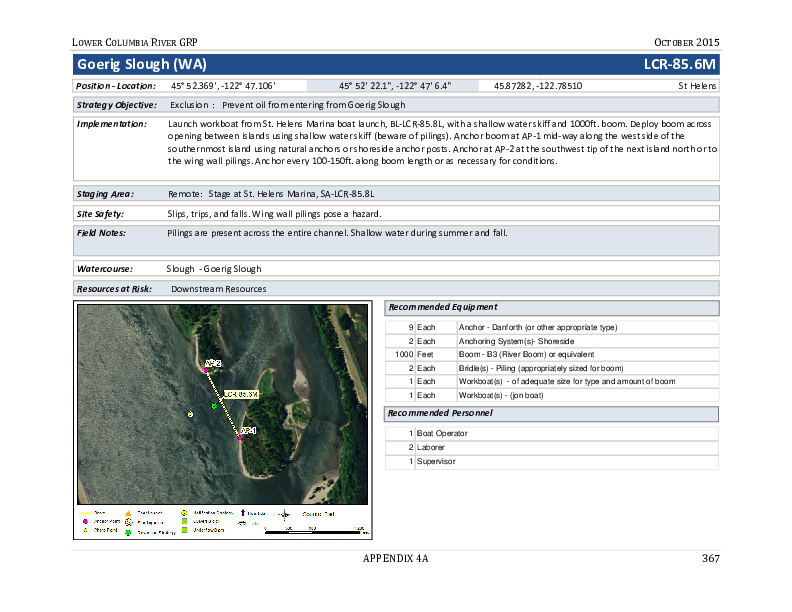 LOWER COLUMBIA RIVER GRP OCTOBER 2015
Goerig Slough (WA) LCR-85.6M
Position - Location: 45° 52.369', -122° 47.106' 45° 52' 22.1", -122° 47' 6.4" 45.87282, -122.78510 St Helens
Strategy Objective: Exclusion : Prevent oil from entering from Goerig Slough
Implementation: Launch workboat from St. Helens Marina boat launch, BL-LCR-85.8L, with a shallow water skiff and 1000ft. boom. Deploy boom across
opening between islands using shallow water skiff (beware of pilings). Anchor boom at AP-1 mid-way along the west side of the
southernmost island using natural anchors or shoreside anchor posts. Anchor at AP-2 at the southwest tip of the next island north or to
the wing wall pilings. Anchor every 100-150ft. along boom length or as necessary for conditions.
Staging Area: Remote: Stage at St. Helens Marina, SA-LCR-85.8L
Site Safety: Slips, trips, and falls. Wing wall pilings pose a hazard.
Field Notes: Pilings are present across the entire channel. Shallow water during summer and fall.
Watercourse: Slough - Goerig Slough
Resources at Risk: Downstream Resources
AP-2
LCR-85.6M
AP-1
Anchor Point
Photo Point
Recommended Equipment
9 Each Anchor - Danforth (or other appropriate type)
2 Each Anchoring System(s)- Shoreside
1000 Feet Boom - B3 (River Boom) or equivalent
2 Each Bridle(s) - Piling (appropriately sized for boom)
1 Each Workboat(s) - of adequate size for type and amount of boom
1 Each Workboat(s) - (jon boat)
Recommended Personnel
1 Boat Operator
2 Laborer
1 Supervisor
APPENDIX 4A 367